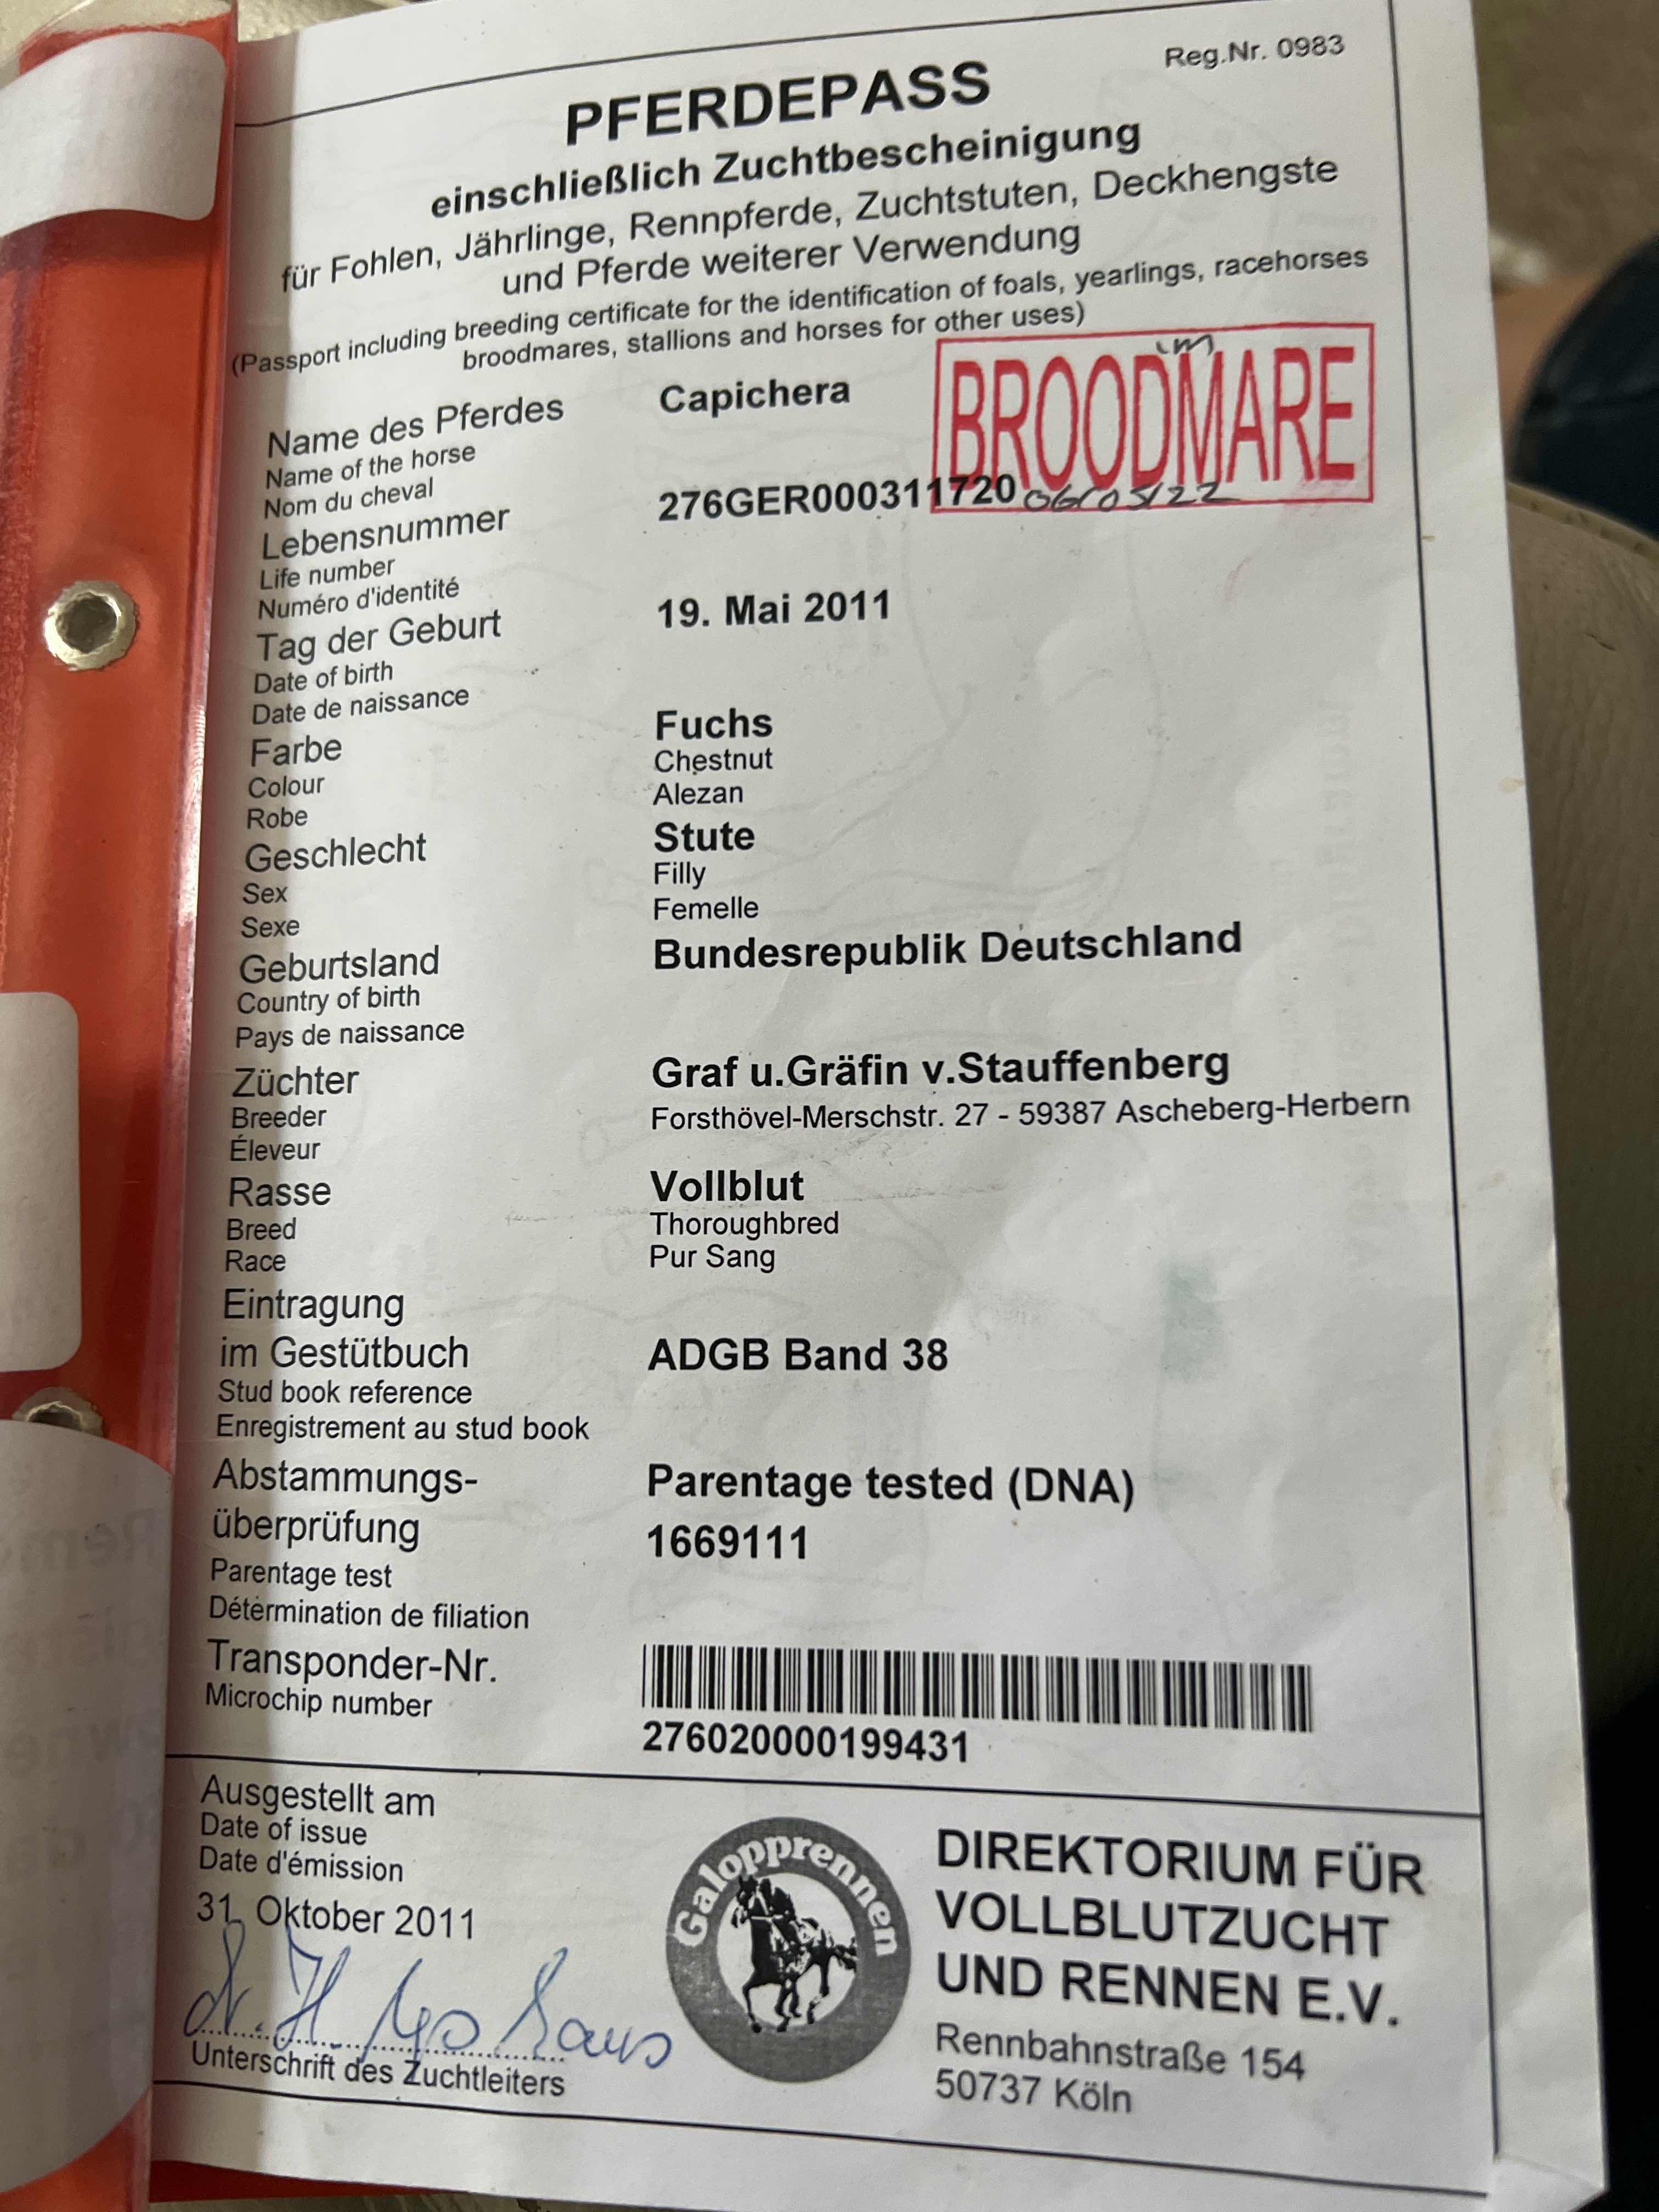 Reg.Nr. 0983
PFERDEPASS
einschließlich Zuchtbescheinigung
für Fohlen, Jährlinge, Rennpferde, Zuchtstuten, Deckhengste
und Pferde weiterer Verwendung
(Passport including breeding certificate for the identification of foals, yearlings, racehorses
broodmares, stallions and horses for other uses)
BROODMARE
06/05/22
Name des Pferdes
Capichera
Name of the horse
Nom du cheval
Lebensnummer
276GER000311720
Life number
Numéro d'identité
Tag der Geburt
19. Mai 2011
Date of birth
Date de naissance
Farbe
Fuchs
Colour
Chestnut
Robe
Alezan
Geschlecht
Stute
Sex
Filly
Sexe
Femelle
Geburtsland
Bundesrepublik Deutschland
Country of birth
Pays de naissance
Züchter
Graf u.Gräfin v.Stauffenberg
Breeder
Forsthövel-Merschstr. 27 - 59387 Ascheberg-Herbern
Éleveur
Rasse
Vollblut
Breed
Thoroughbred
Race
Pur Sang
Eintragung
im Gestütbuch
ADGB Band 38
Stud book reference
Enregistrement au stud book
Abstammungs-
Parentage tested (DNA)
überprüfung
1669111
Parentage test
Détermination de filiation
Transponder-Nr.
Microchip number
276020000199431
Ausgestellt am
Date of issue
Date d'émission
31. Oktober 2011
Unterschrift des Zuchtleiters
Galopprennen
DIREKTORIUM FÜR
VOLLBLUTZUCHT
UND RENNEN E.V.
Rennbahnstraße 154
50737 Köln